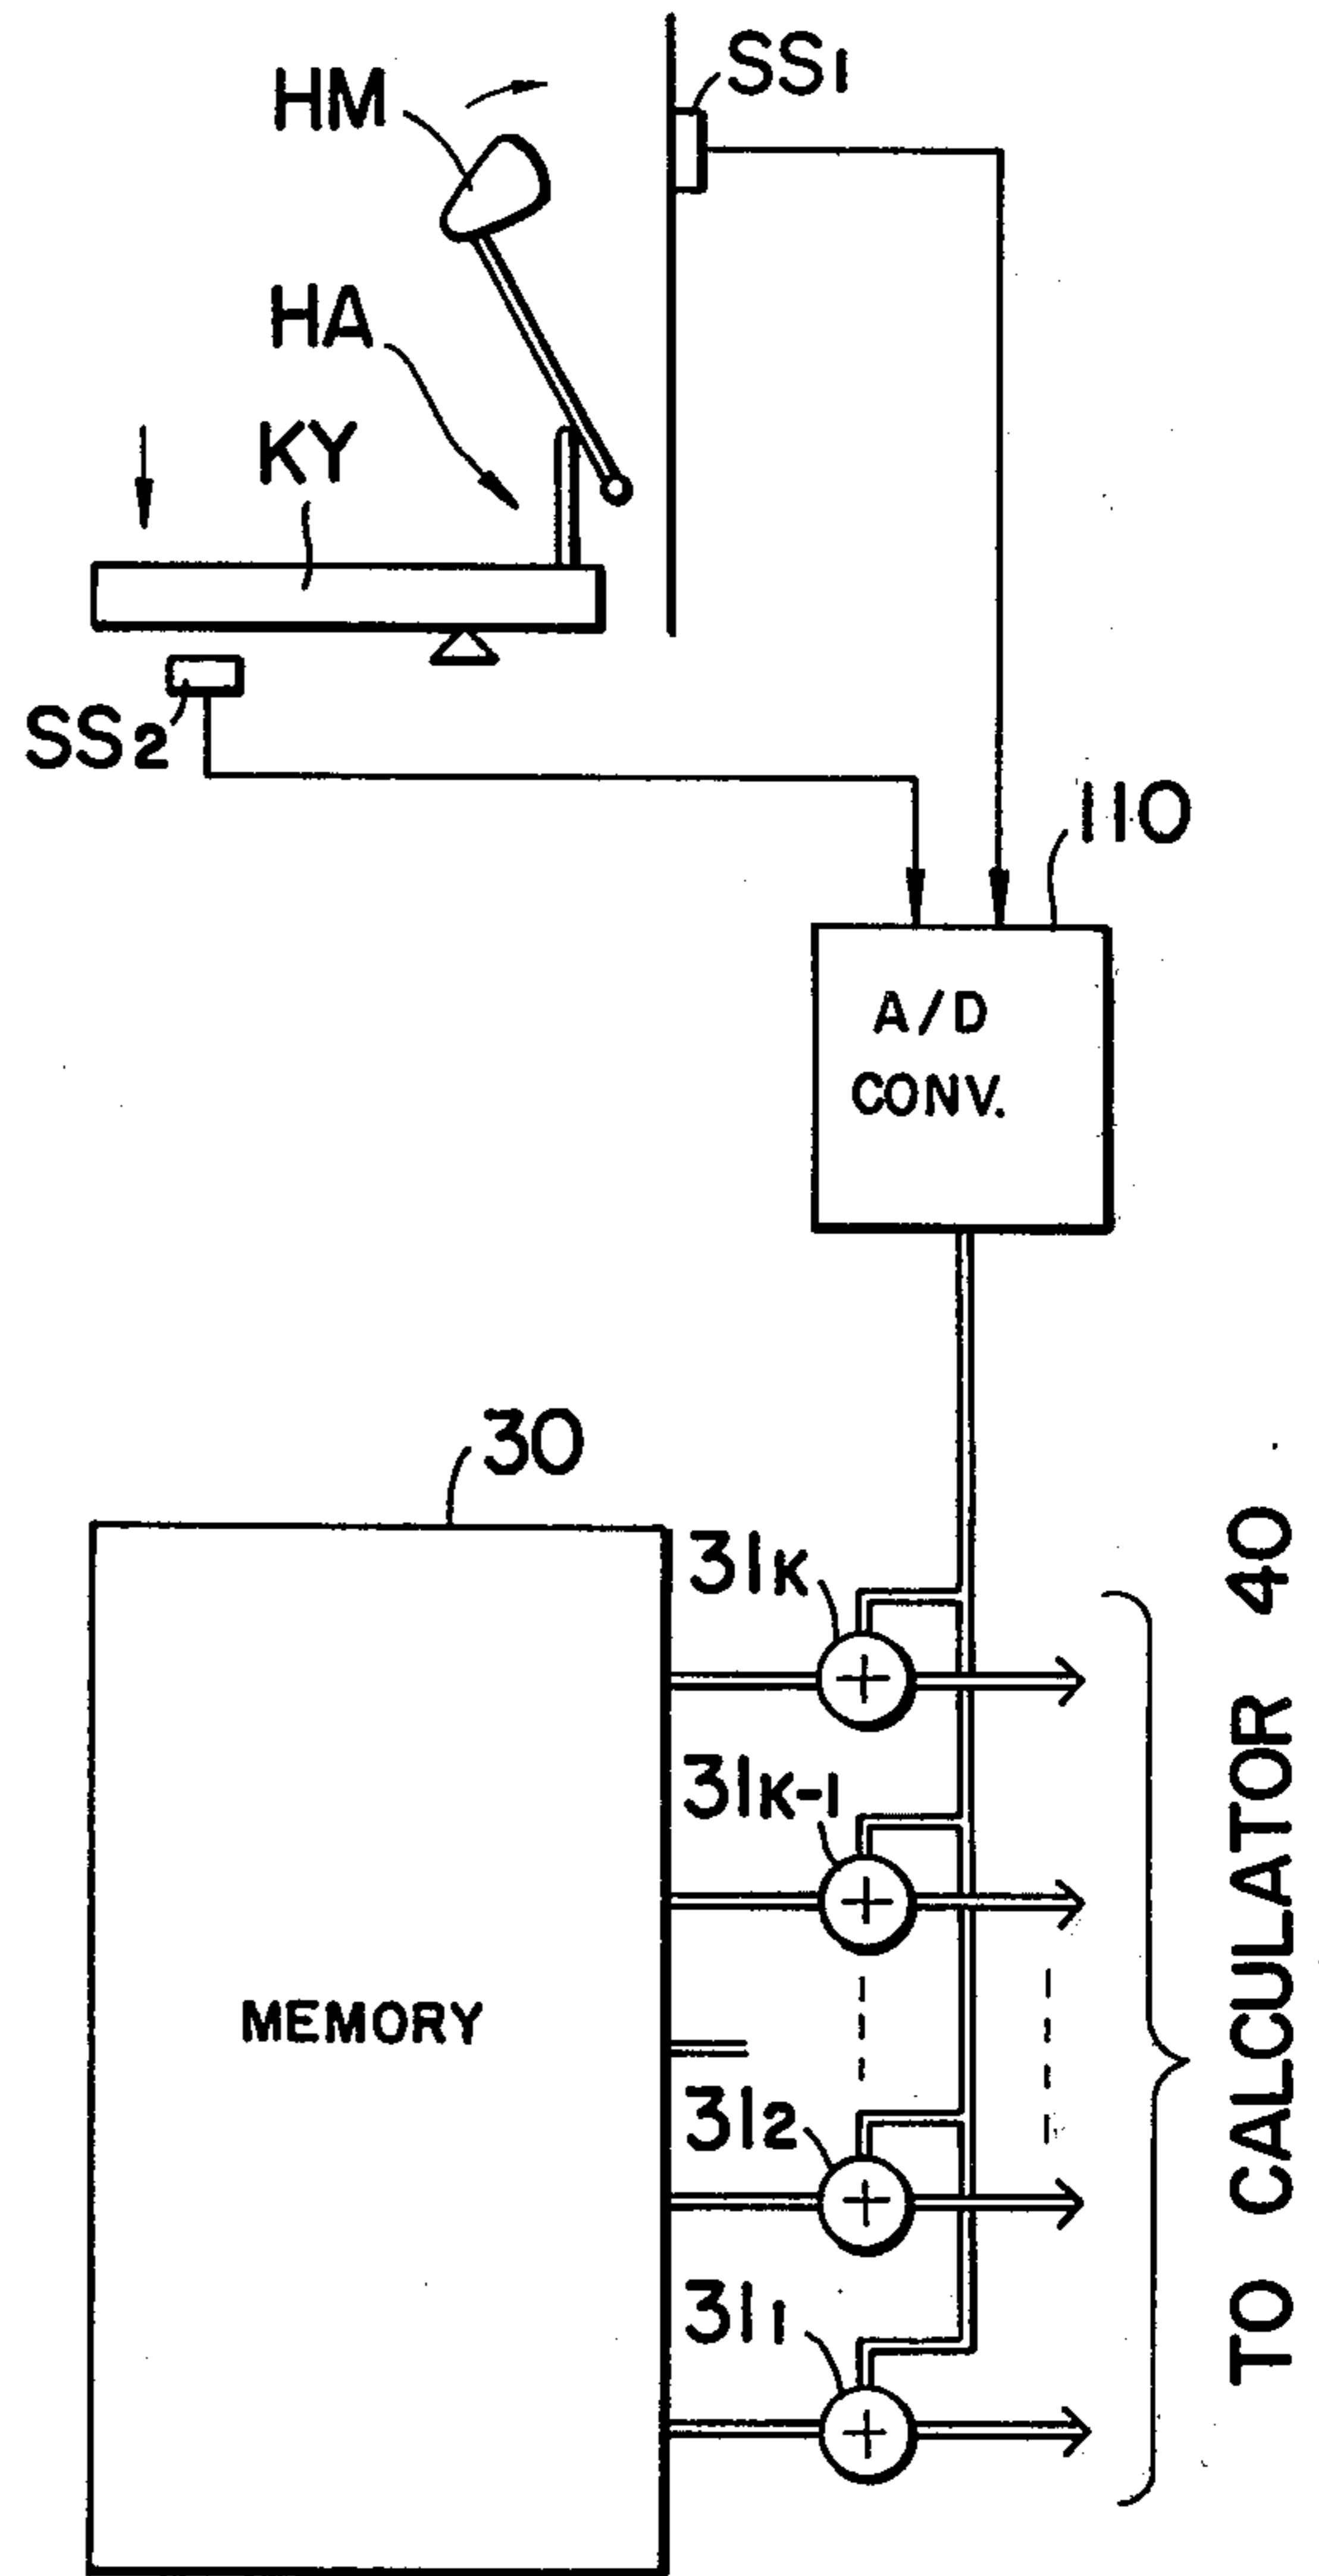 SS1
HM
HA
KY
SS2
110
A/D
CONV.
30
31K
31K-1
MEMORY
312
311
TO CALCULATOR 40